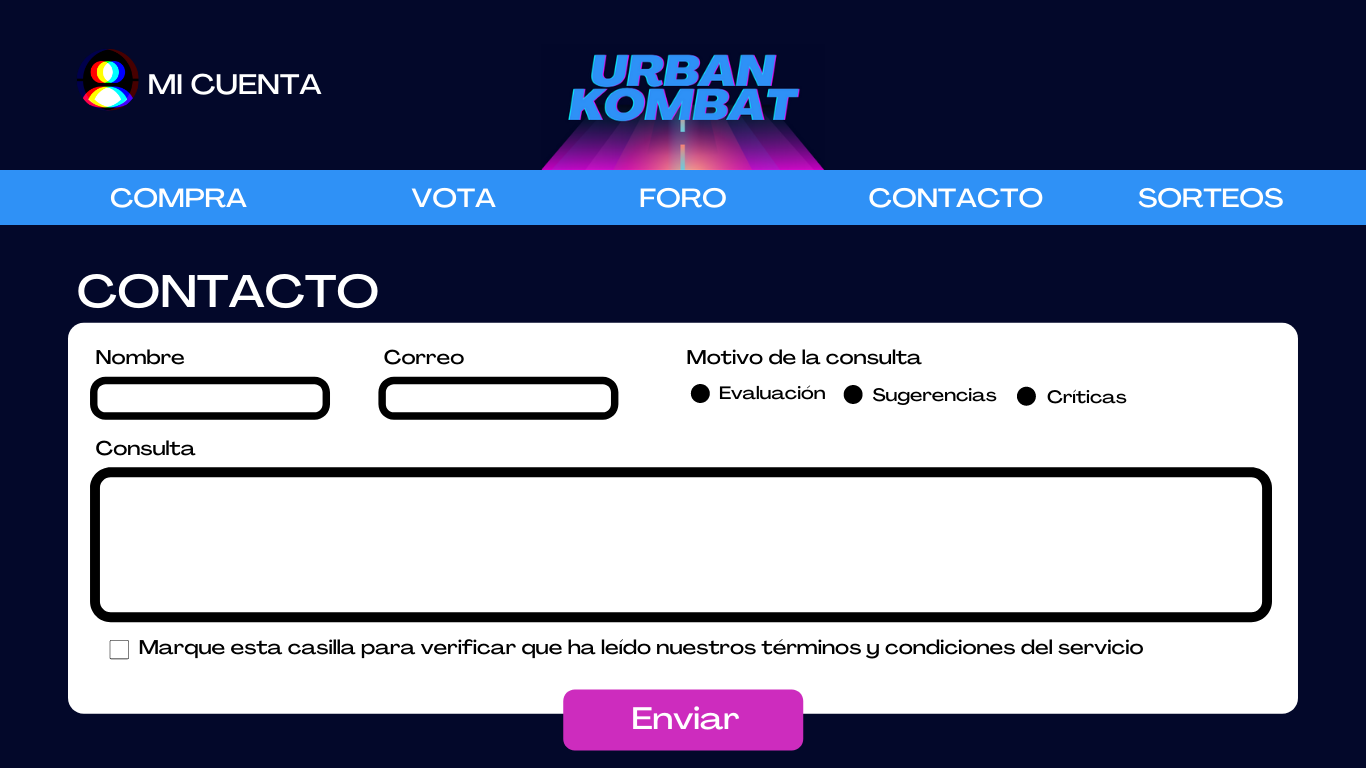 MI CUENTA
URBAN
KOMBAT
COMPRA VOTA FORO CONTACTO SORTEOS
CONTACTO
Nombre Correo Motivo de la consulta
Evaluación Sugerencias Críticas
Consulta
Marque esta casilla para verificar que ha leído nuestros términos y condiciones del servicio
Enviar